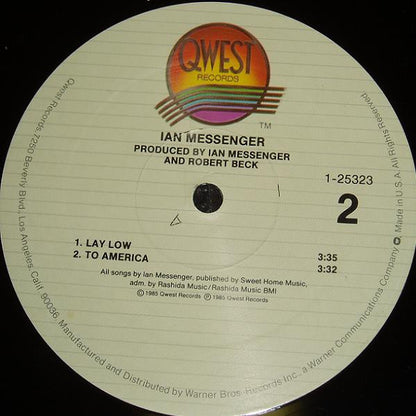 QWEST
RECORDS
TM
IAN MESSENGER
PRODUCED BY IAN MESSENGER
AND ROBERT BECK
1-25323
2
1. LAY LOW 3:35
2. TO AMERICA 3:32
All songs by Ian Messenger, published by Sweet Home Music,
adm. by Rashida Music/Rashida Music BMI
© 1985 Qwest Records ℗ 1985 Qwest Records
Qwest Records, 7250 Beverly Blvd., Los Angeles, Calif. 90036. Manufactured and Distributed by Warner Bros. Records Inc., a Warner Communications Company. Made in U.S.A. All Rights Reserved.